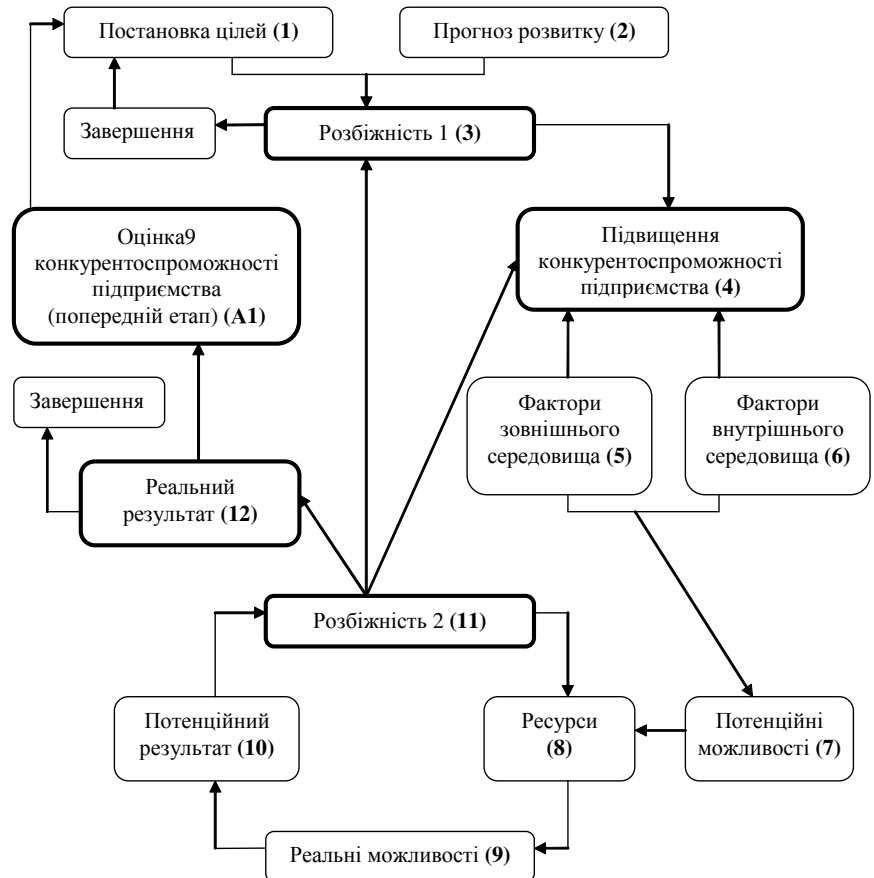 Постановка цілей (1)
Прогноз розвитку (2)
Завершення
Розбіжність 1 (3)
Оцінка9
конкурентоспроможності
підприємства
(попередній етап) (А1)
Підвищення
конкурентоспроможності
підприємства (4)
Завершення
Фактори
зовнішнього
середовища (5)
Фактори
внутрішнього
середовища (6)
Реальний
результат (12)
Розбіжність 2 (11)
Потенційний
результат (10)
Ресурси
(8)
Потенційні
можливості (7)
Реальні можливості (9)